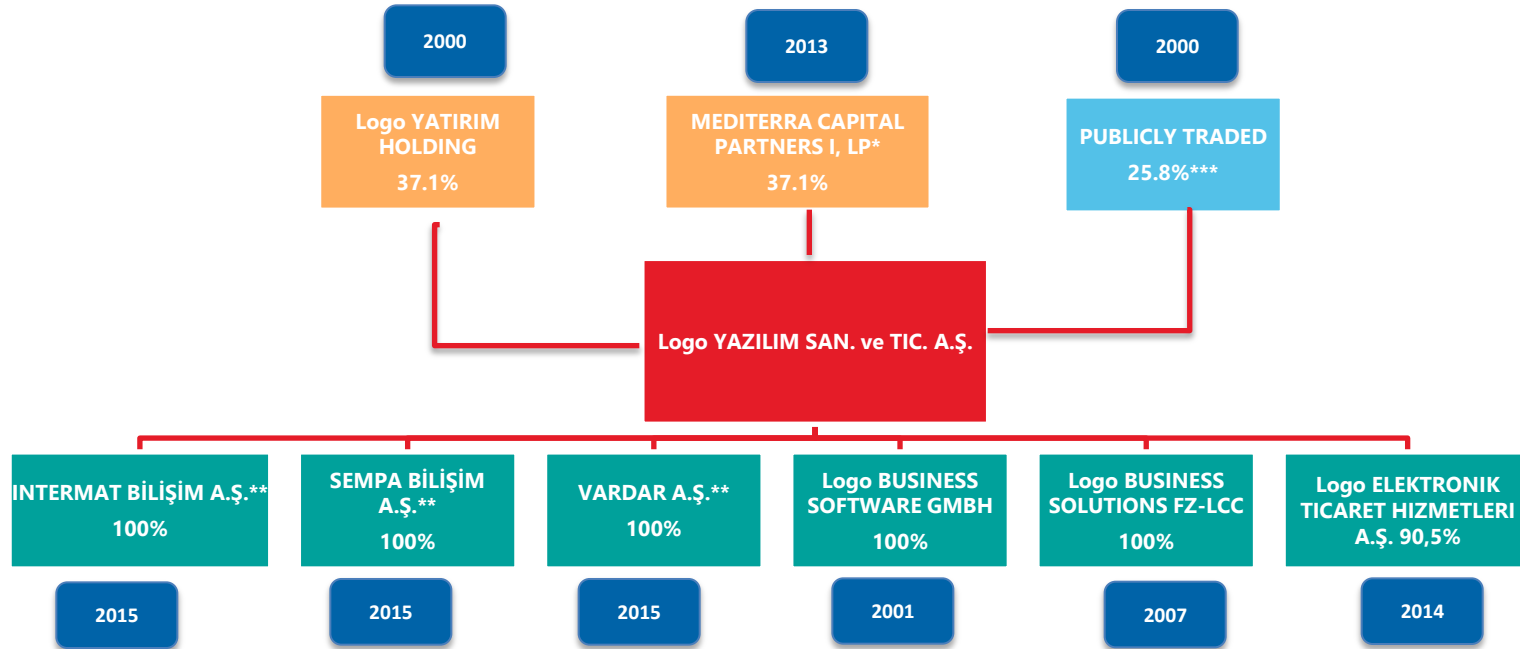 2000
2013
2000
Logo YATIRIM
HOLDING
37.1%
MEDITERRA CAPITAL
PARTNERS I, LP*
37.1%
PUBLICLY TRADED
25.8%***
Logo YAZILIM SAN. ve TIC. A.Ş.
INTERMAT BİLİŞİM A.Ş.**
100%
SEMPA BİLİŞİM
A.Ş.**
100%
VARDAR A.Ş.**
100%
Logo BUSINESS
SOFTWARE GMBH
100%
Logo BUSINESS
SOLUTIONS FZ-LCC
100%
Logo ELEKTRONIK
TICARET HIZMETLERI
A.Ş. 90,5%
2015
2015
2015
2001
2007
2014